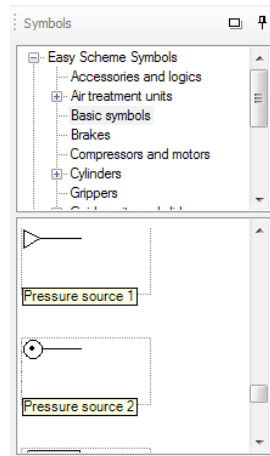 Symbols
Easy Scheme Symbols
Accessories and logics
Air treatment units
Basic symbols
Brakes
Compressors and motors
Cylinders
Grippers
Pressure source 1
Pressure source 2